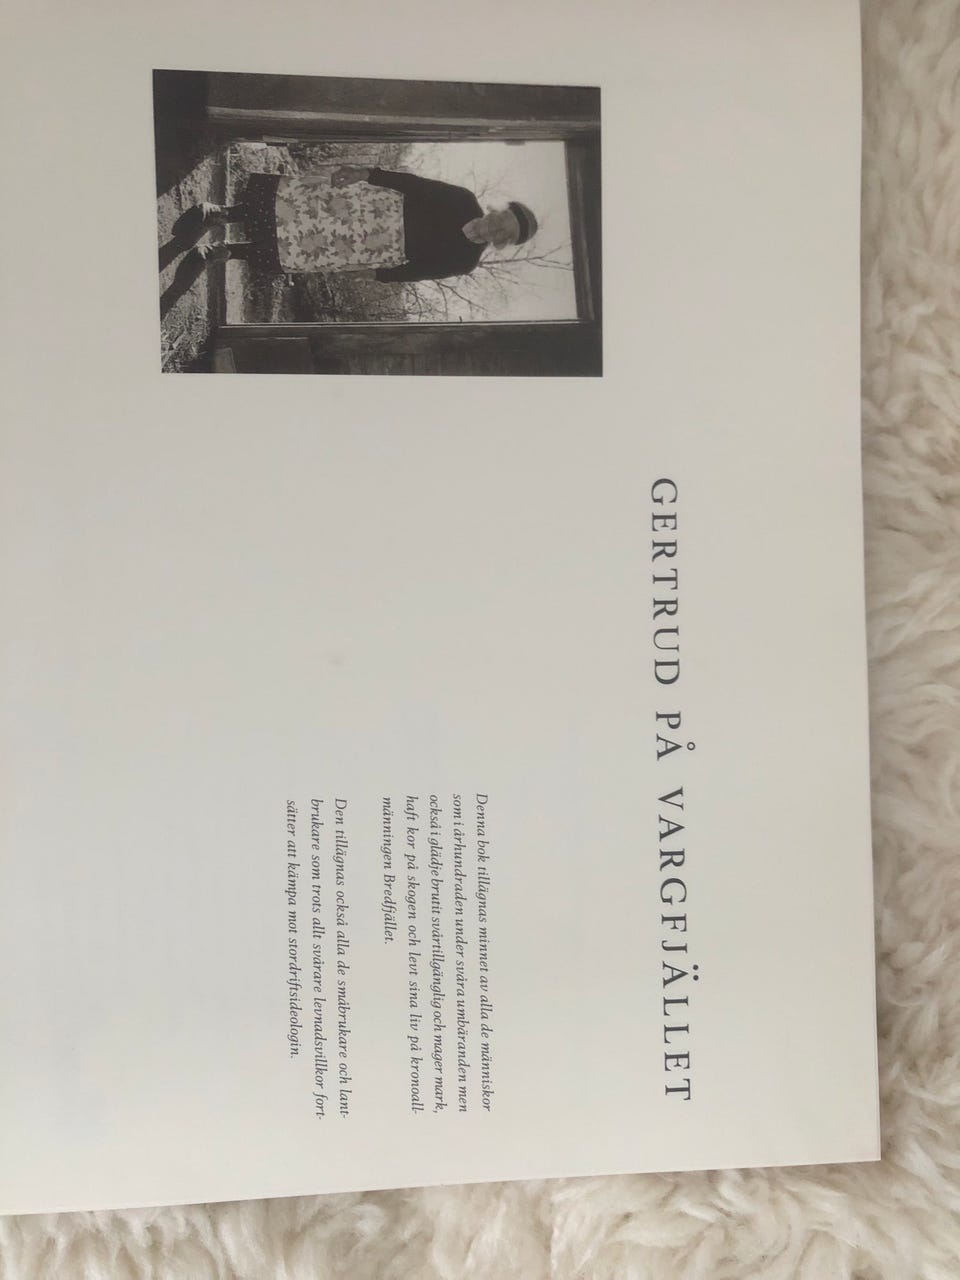 GERTRUD PÅ VARGFJÄLLET
Denna bok tillägnas minnet av alla de människor
som i århundraden under svåra umbäranden men
också i glädje brutit svårtillgänglig och mager mark,
haft kor på skogen och levt sina liv på kronoall-
männingen Bredfjället.
Den tillägnas också alla de småbrukare och lant-
brukare som trots allt svårare levnadsvillkor fort-
sätter att kämpa mot stordriftsideologin.